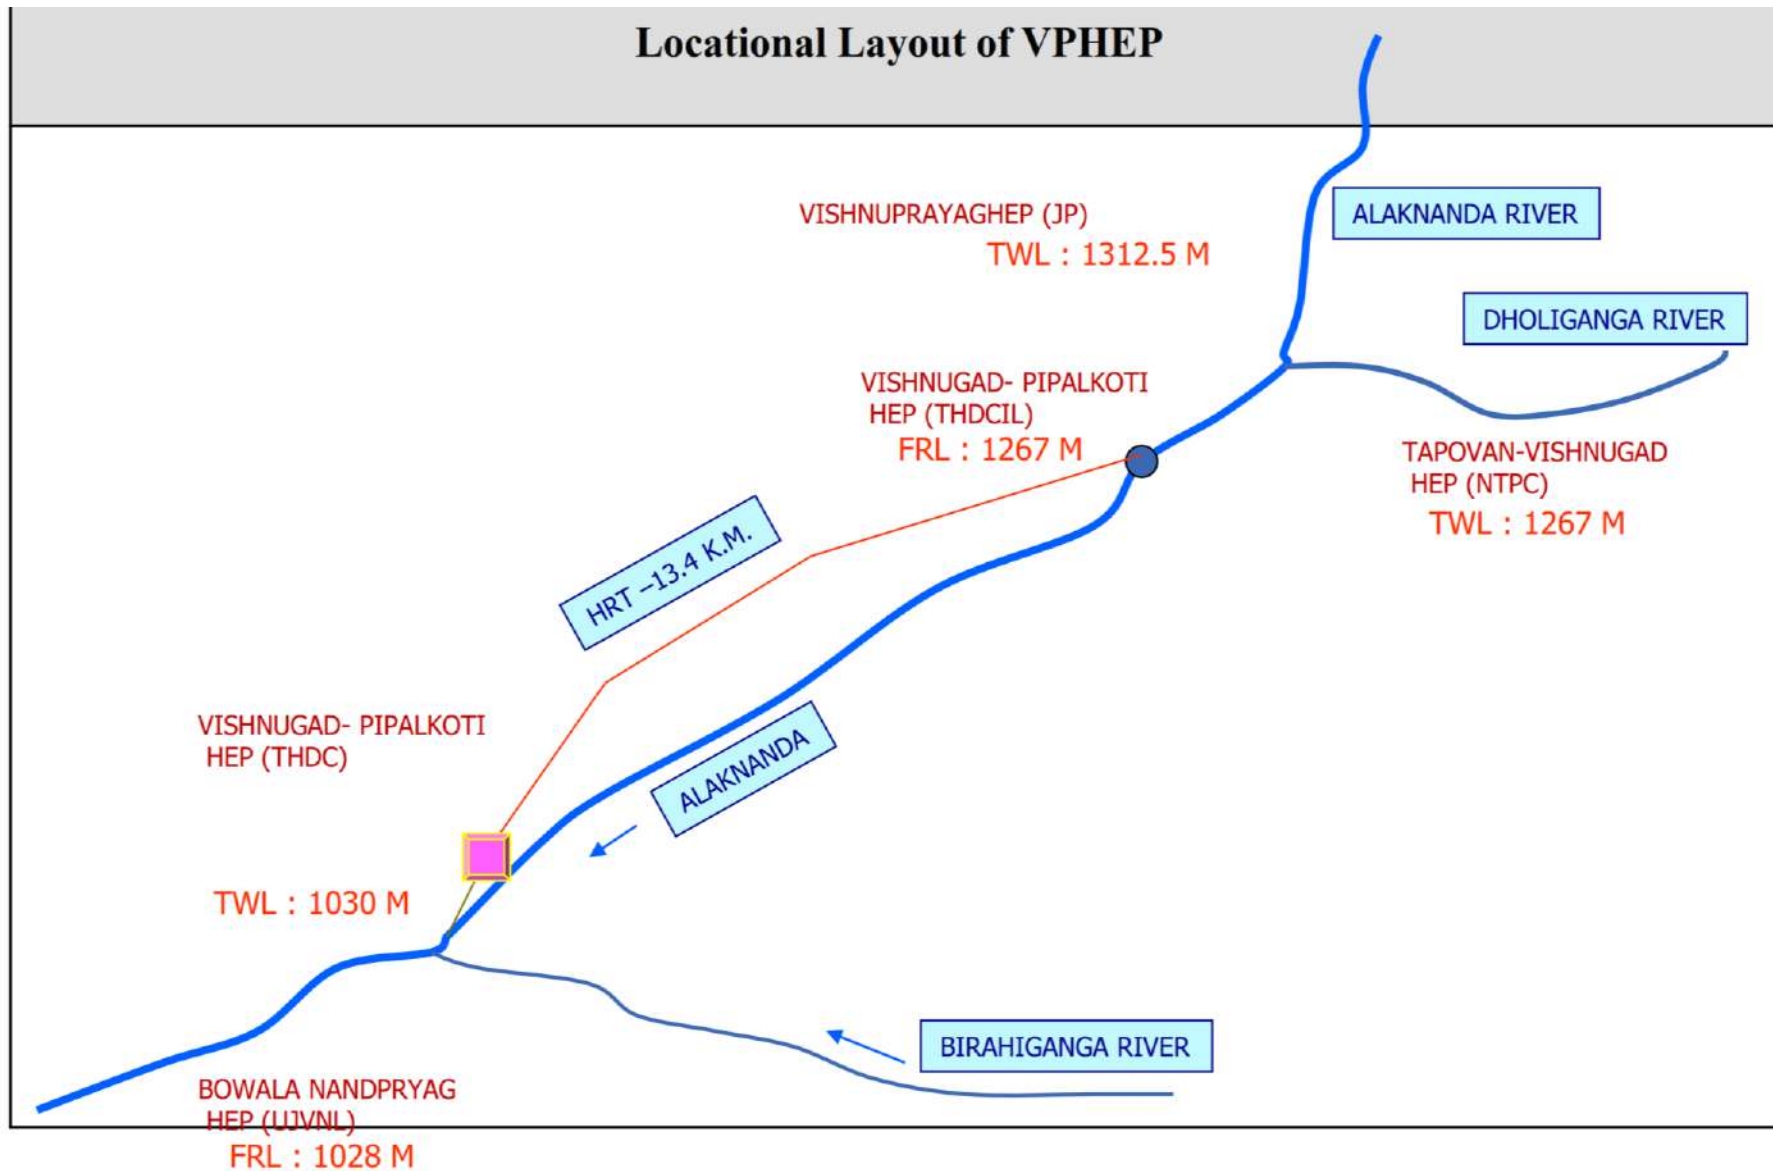 Locational Layout of VPHEP
VISHNUPRAYAGHEP (JP)
TWL : 1312.5 M
ALAKNANDA RIVER
DHOLIGANGA RIVER
VISHNUGAD- PIPALKOTI
HEP (THDCIL)
FRL : 1267 M
TAPOVAN-VISHNUGAD
HEP (NTPC)
TWL : 1267 M
HRT –13.4 K.M.
VISHNUGAD- PIPALKOTI
HEP (THDC)
ALAKNANDA
TWL : 1030 M
BIRAHIGANGA RIVER
BOWALA NANDPRYAG
HEP (UJVNL)
FRL : 1028 M